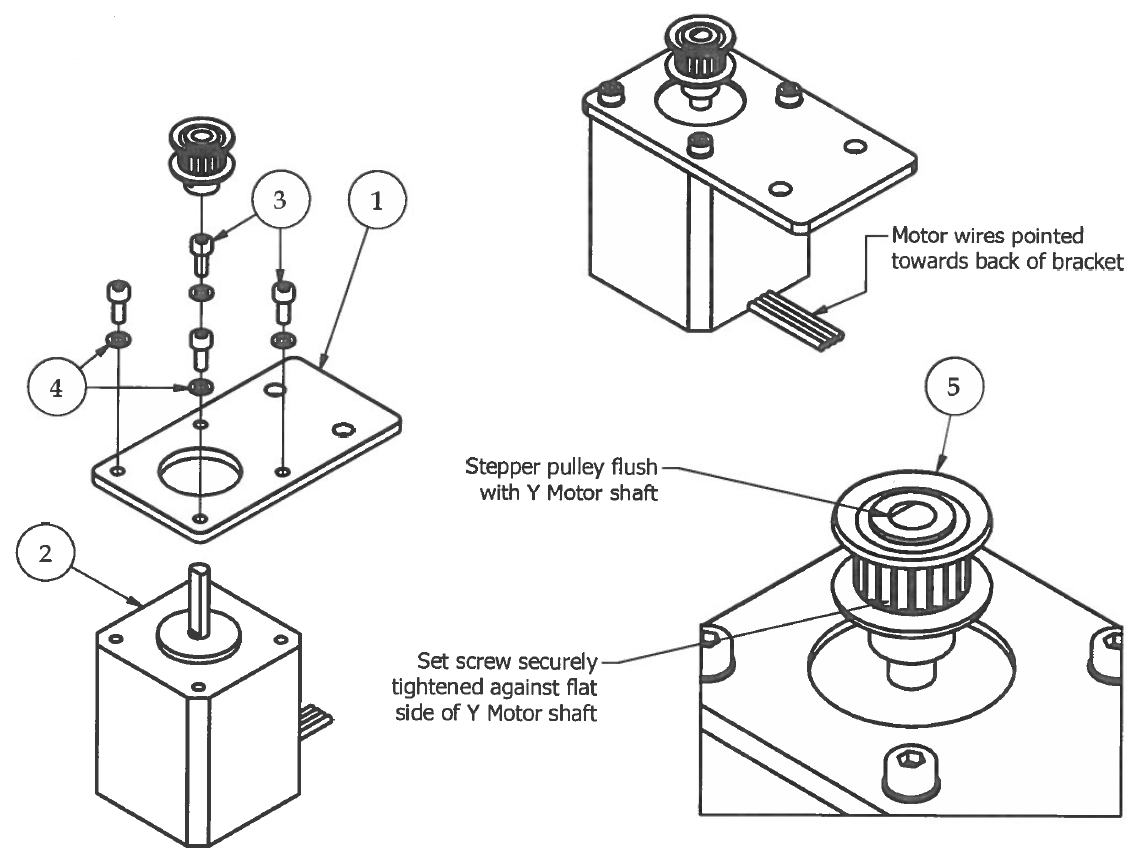 3
1
Motor wires pointed
towards back of bracket
4
5
Stepper pulley flush
with Y Motor shaft
2
Set screw securely
tightened against flat
side of Y Motor shaft